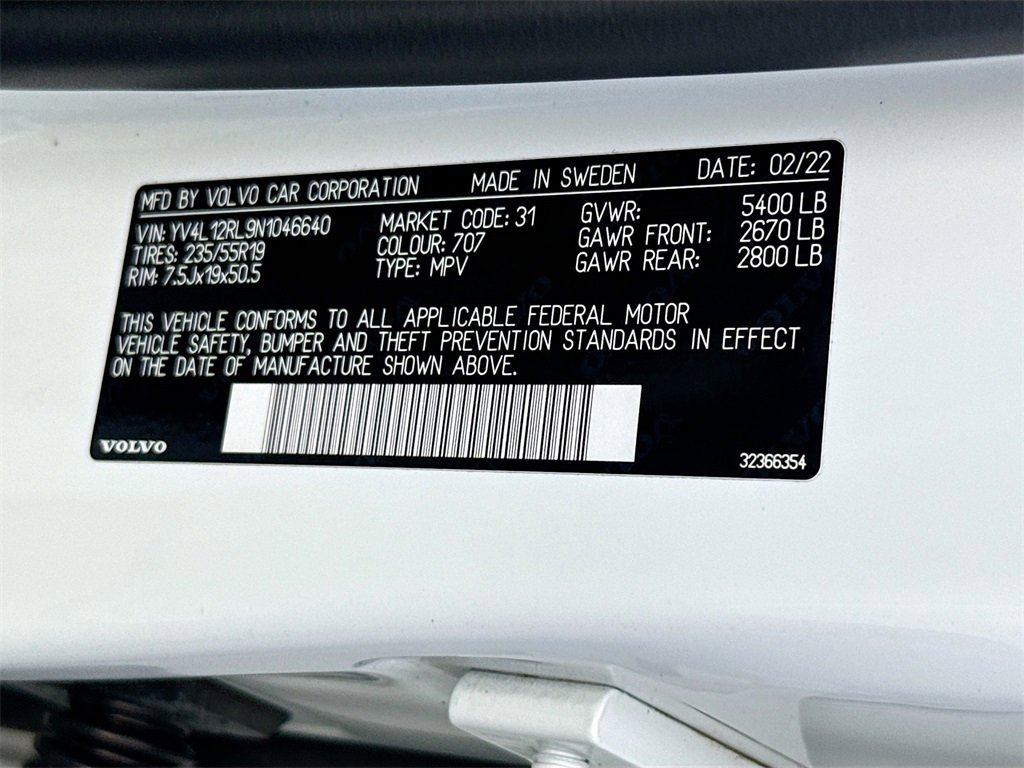 MFD BY VOLVO CAR CORPORATION MADE IN SWEDEN DATE: 02/22
VIN: YV4L12RL9N1046640 MARKET CODE: 31 GVWR: 5400 LB
TIRES: 235/55R19 COLOUR: 707 GAWR FRONT: 2670 LB
RIM: 7.5Jx19x50.5 TYPE: MPV GAWR REAR: 2800 LB
THIS VEHICLE CONFORMS TO ALL APPLICABLE FEDERAL MOTOR
VEHICLE SAFETY, BUMPER AND THEFT PREVENTION STANDARDS IN EFFECT
ON THE DATE OF MANUFACTURE SHOWN ABOVE.
VOLVO 32366354